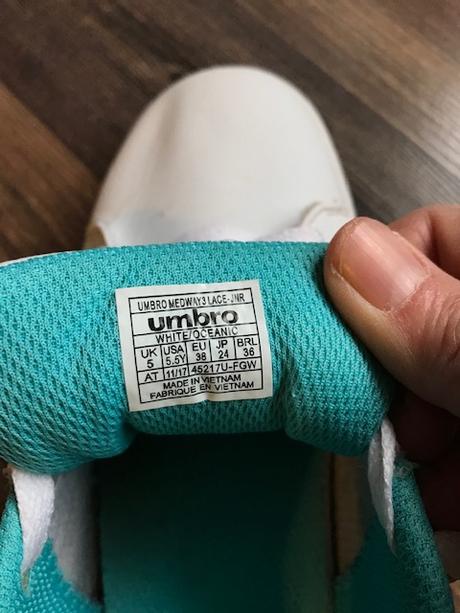 UMBRO MEDWAY3 LACE-JNR
umbro
WHITE/OCEANIC
UK USA EU JP BRL
5 5.5Y 38 24 36
AT 11/17 45217U-FGW
MADE IN VIETNAM
FABRIQUE EN VIETNAM